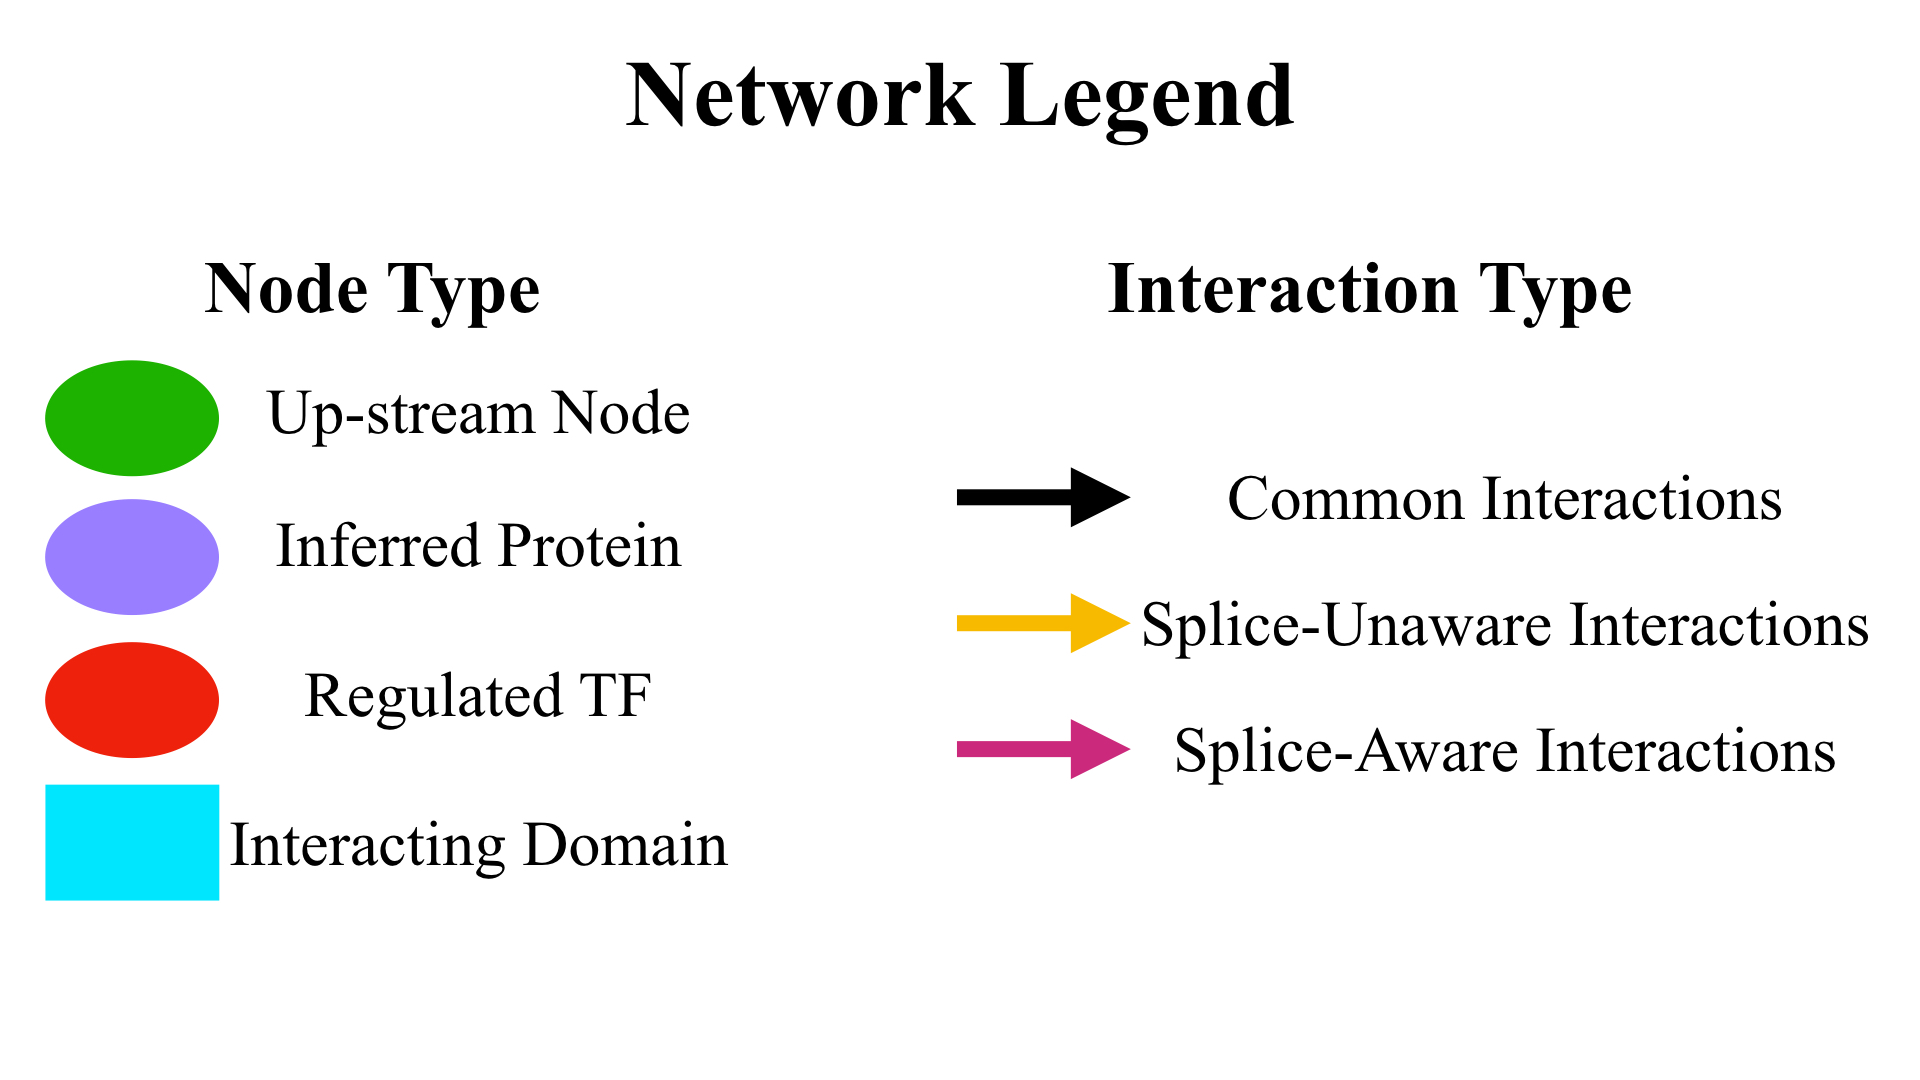 Network Legend
Node Type
Up-stream Node
Inferred Protein
Regulated TF
Interacting Domain
Interaction Type
Common Interactions
Splice-Unaware Interactions
Splice-Aware Interactions